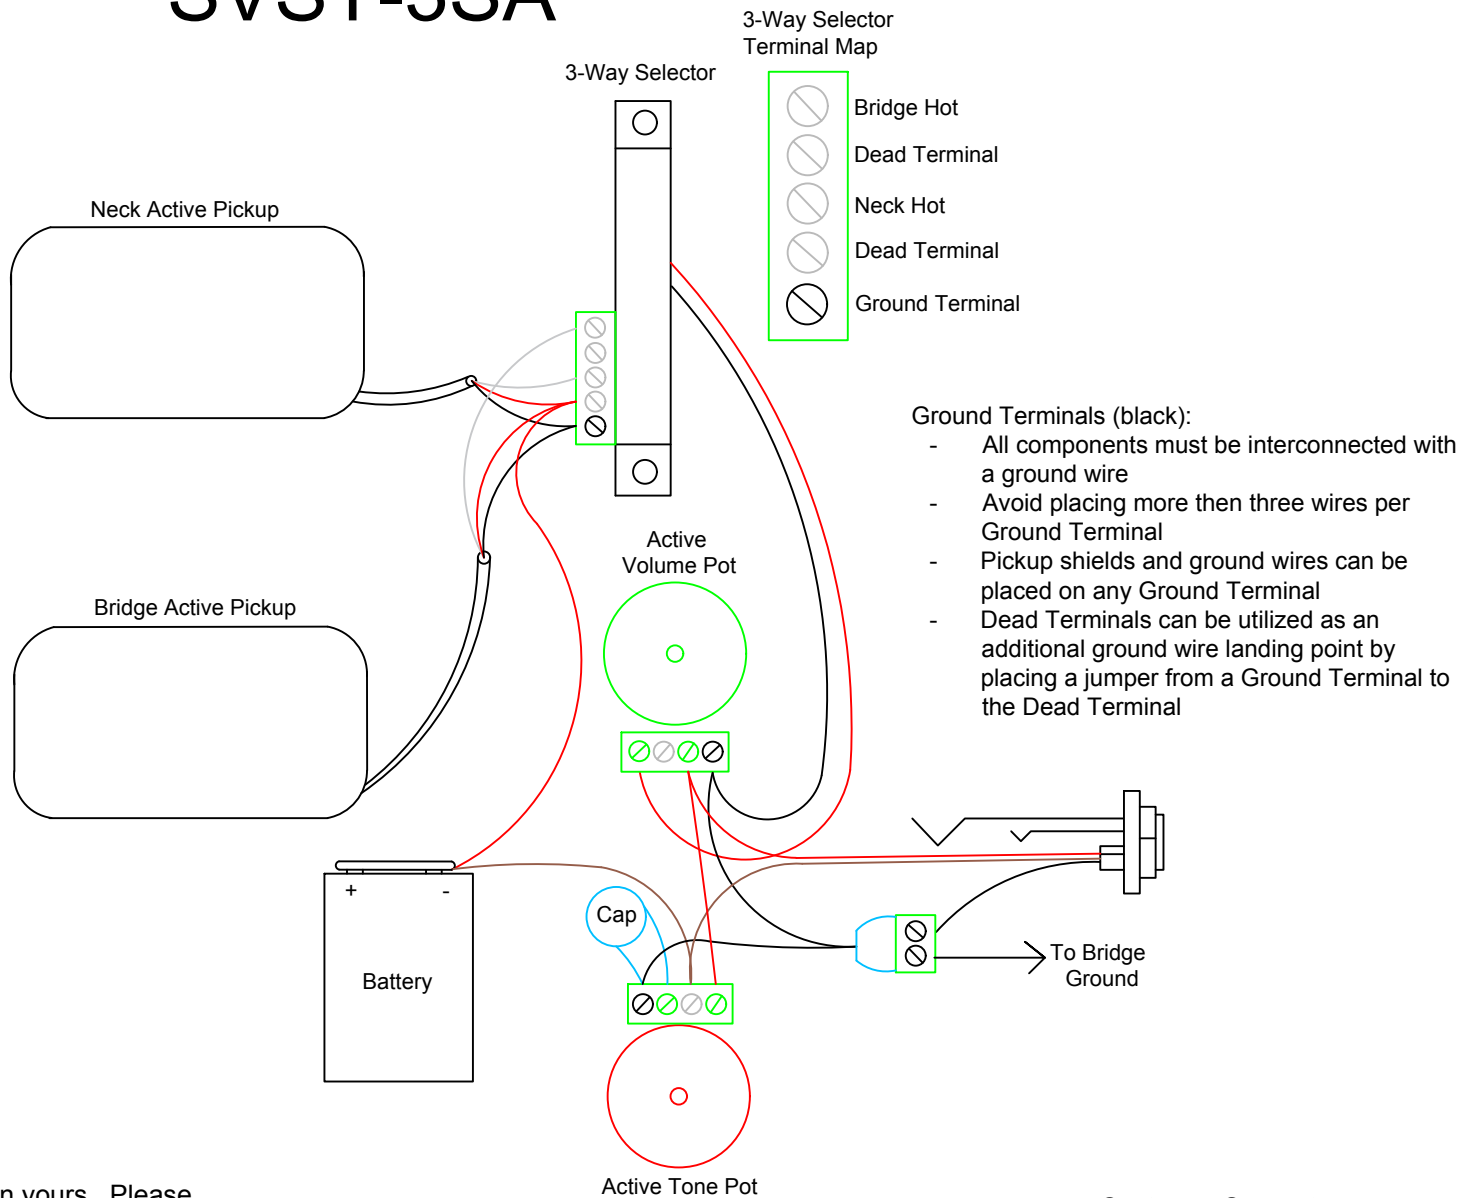 3-Way Selector
Terminal Map
3-Way Selector
Bridge Hot
Dead Terminal
Neck Hot
Dead Terminal
Ground Terminal
Neck Active Pickup
Ground Terminals (black):
- All components must be interconnected with
a ground wire
- Avoid placing more then three wires per
Ground Terminal
- Pickup shields and ground wires can be
placed on any Ground Terminal
- Dead Terminals can be utilized as an
additional ground wire landing point by
placing a jumper from a Ground Terminal to
the Dead Terminal
Active
Volume Pot
Bridge Active Pickup
+ -
Battery
Cap
To Bridge
Ground
Active Tone Pot
n yours. Please